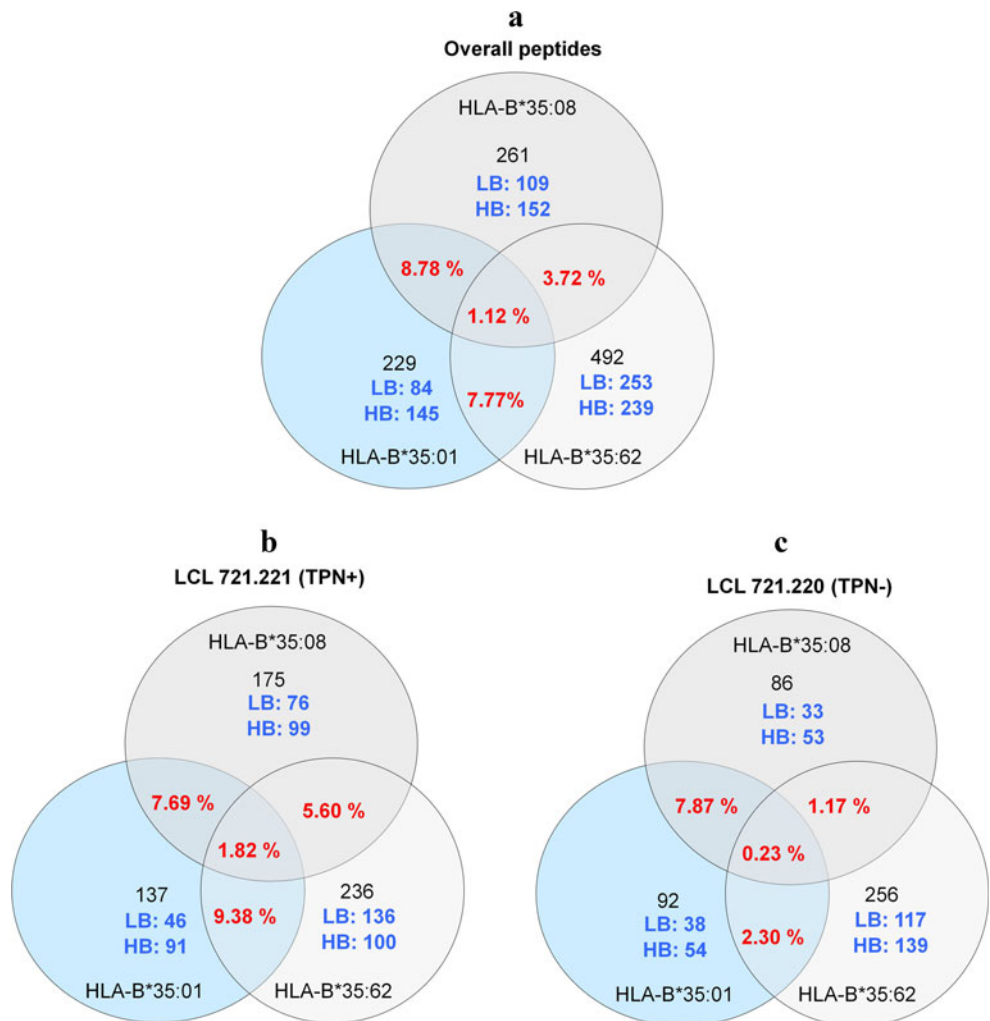 a
Overall peptides
HLA-B*35:08
261
LB: 109
HB: 152
8.78 %
3.72 %
1.12 %
229
LB: 84
HB: 145
7.77%
492
LB: 253
HB: 239
HLA-B*35:01
HLA-B*35:62
b
LCL 721.221 (TPN+)
HLA-B*35:08
175
LB: 76
HB: 99
7.69 %
5.60 %
1.82 %
137
LB: 46
HB: 91
9.38 %
236
LB: 136
HB: 100
HLA-B*35:01
HLA-B*35:62
c
LCL 721.220 (TPN-)
HLA-B*35:08
86
LB: 33
HB: 53
7.87 %
1.17 %
0.23 %
92
LB: 38
HB: 54
2.30 %
256
LB: 117
HB: 139
HLA-B*35:01
HLA-B*35:62